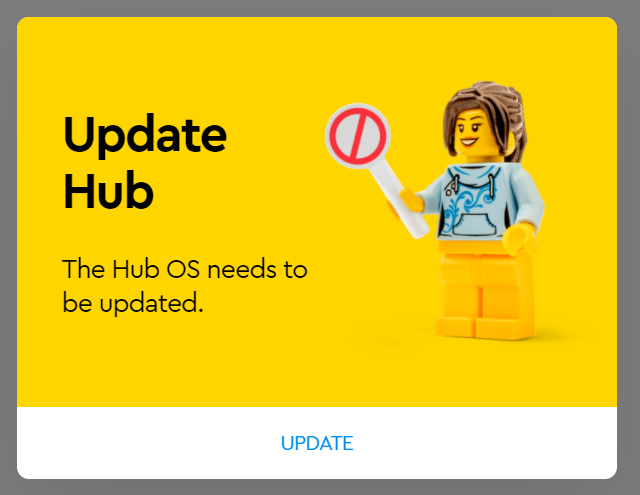 Update
Hub
The Hub OS needs to
be updated.
UPDATE